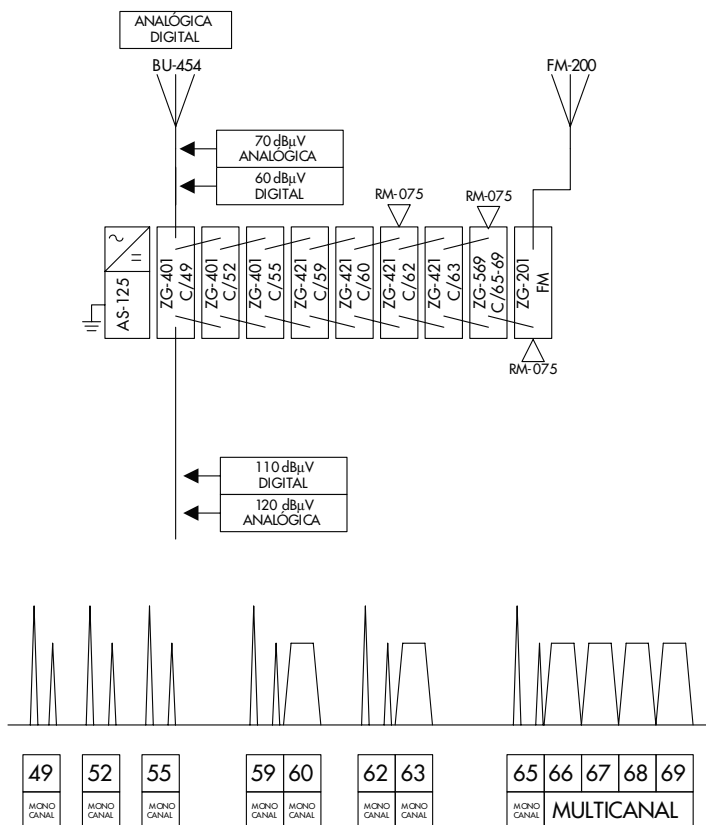 ANALÓGICA
DIGITAL
BU-454
FM-200
70 dBµV
ANALÓGICA
60 dBµV
DIGITAL
RM-075
RM-075
AS-125
ZG-401
C/49
ZG-401
C/52
ZG-401
C/55
ZG-421
C/59
ZG-421
C/60
ZG-421
C/62
ZG-421
C/63
ZG-569
C/65-69
ZG-201
FM
RM-075
110 dBµV
DIGITAL
120 dBµV
ANALÓGICA
49
52
55
59
60
62
63
65
66
67
68
69
MONO
CANAL
MONO
CANAL
MONO
CANAL
MONO
CANAL
MONO
CANAL
MONO
CANAL
MONO
CANAL
MONO
CANAL
MULTICANAL